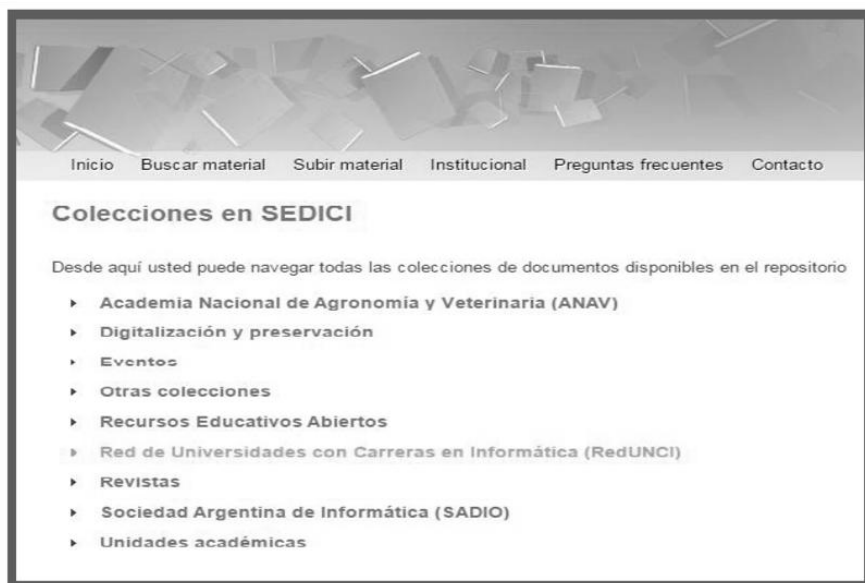 Inicio Buscar material Subir material Institucional Preguntas frecuentes Contacto
Colecciones en SEDICI
Desde aquí usted puede navegar todas las colecciones de documentos disponibles en el repositorio
Academia Nacional de Agronomía y Veterinaria (ANAV)
Digitalización y preservación
Eventos
Otras colecciones
Recursos Educativos Abiertos
Red de Universidades con Carreras en Informática (RedUNCI)
Revistas
Sociedad Argentina de Informática (SADIO)
Unidades académicas